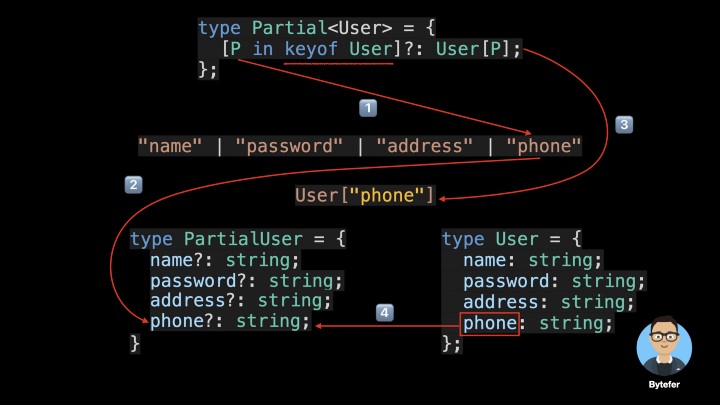 type Partial<User> = {
[P in keyof User]?: User[P];
};
1
3
"name" | "password" | "address" | "phone"
2
User["phone"]
type PartialUser = {
name?: string;
password?: string;
address?: string;
phone?: string;
}
4
type User = {
name: string;
password: string;
address: string;
phone: string;
};
Bytefer